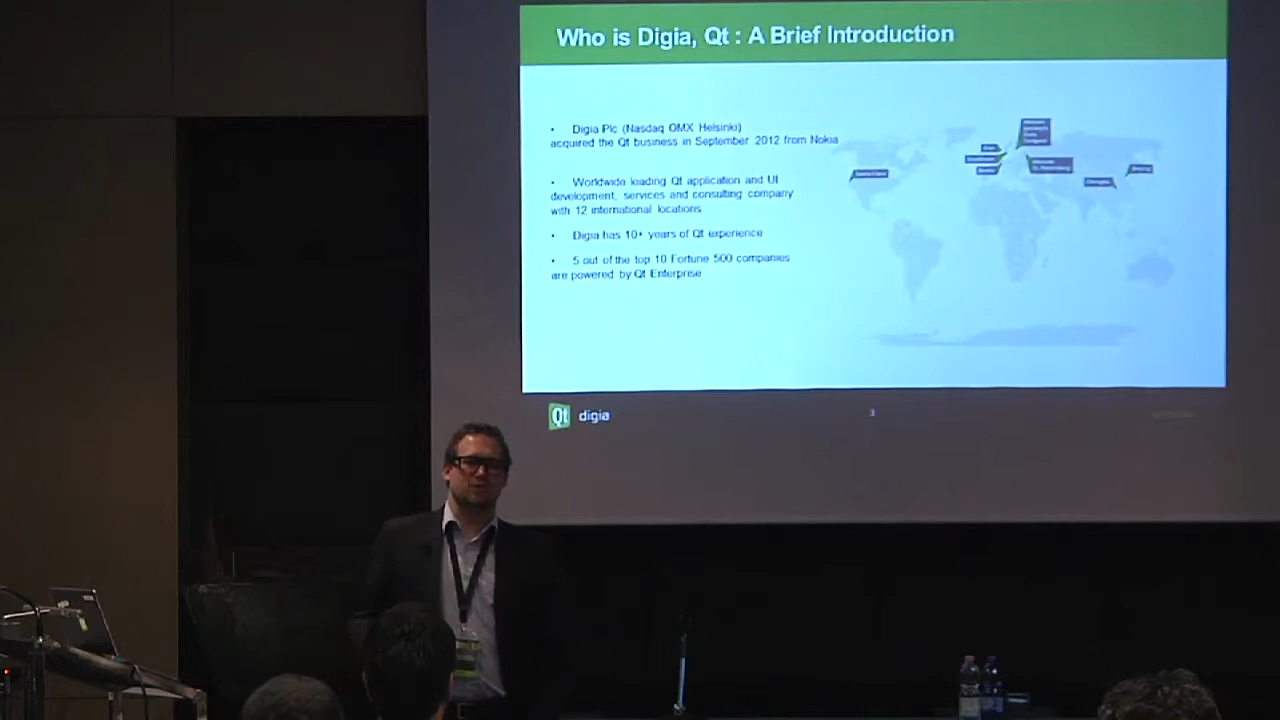 Who is Digia, Qt : A Brief Introduction
• Digia Plc (Nasdaq OMX Helsinki)
acquired the Qt business in September 2012 from Nokia
• Worldwide leading Qt application and UI
development, services and consulting company
with 12 international locations
• Digia has 10+ years of Qt experience
• 5 out of the top 10 Fortune 500 companies
are powered by Qt Enterprise
Qt digia
3